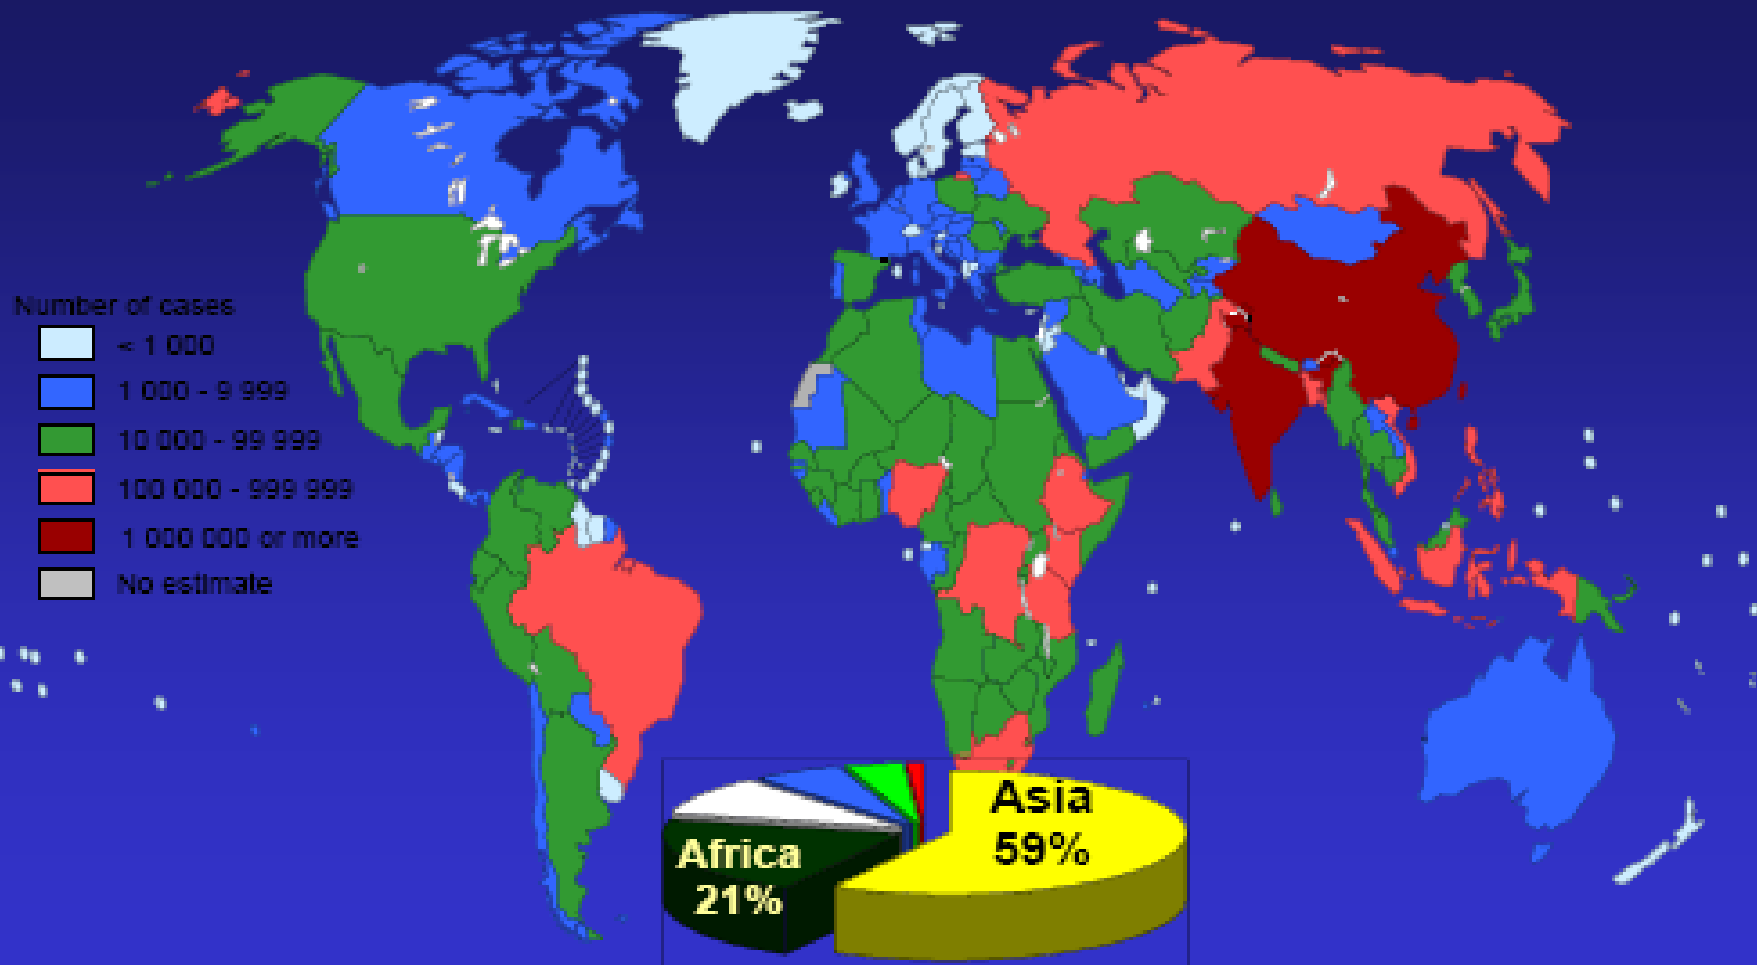 Number of cases
< 1 000
1 000 - 9 999
10 000 - 99 999
100 000 - 999 999
1 000 000 or more
No estimate
Asia
59%
Africa
21%